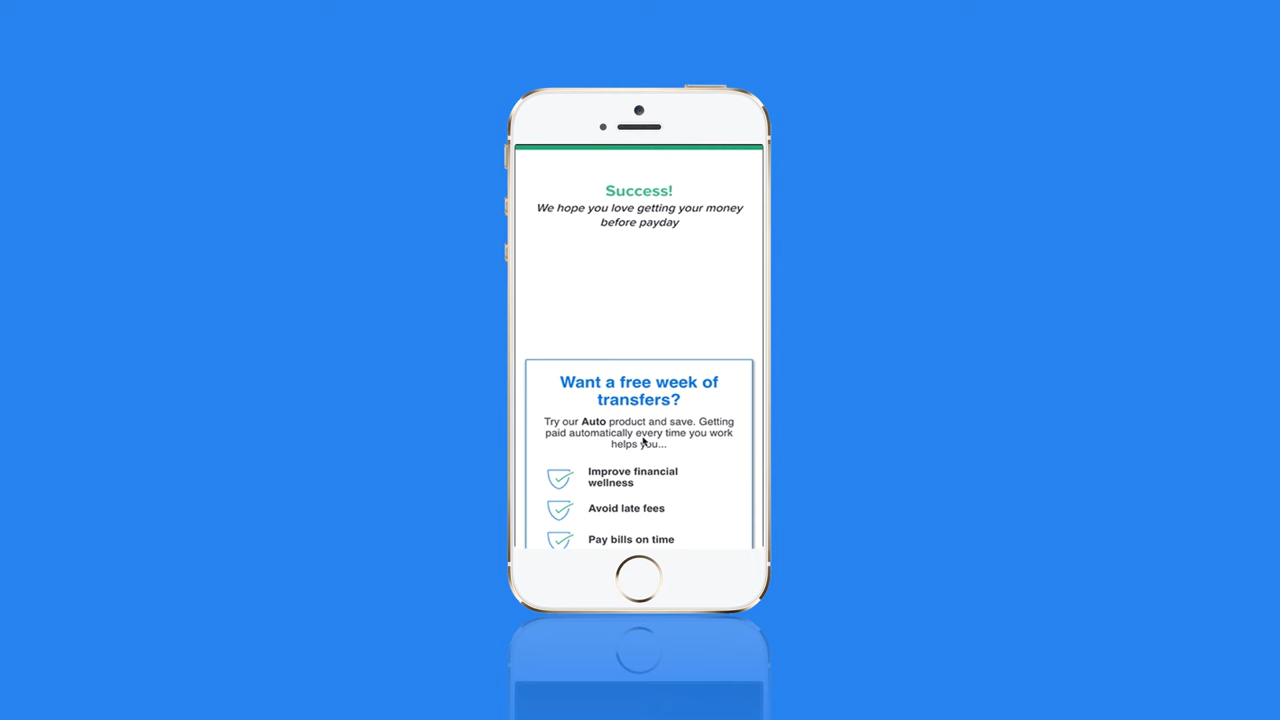 Success!
We hope you love getting your money
before payday
Want a free week of
transfers?
Try our Auto product and save. Getting
paid automatically every time you work
helps you...
Improve financial
wellness
Avoid late fees
Pay bills on time